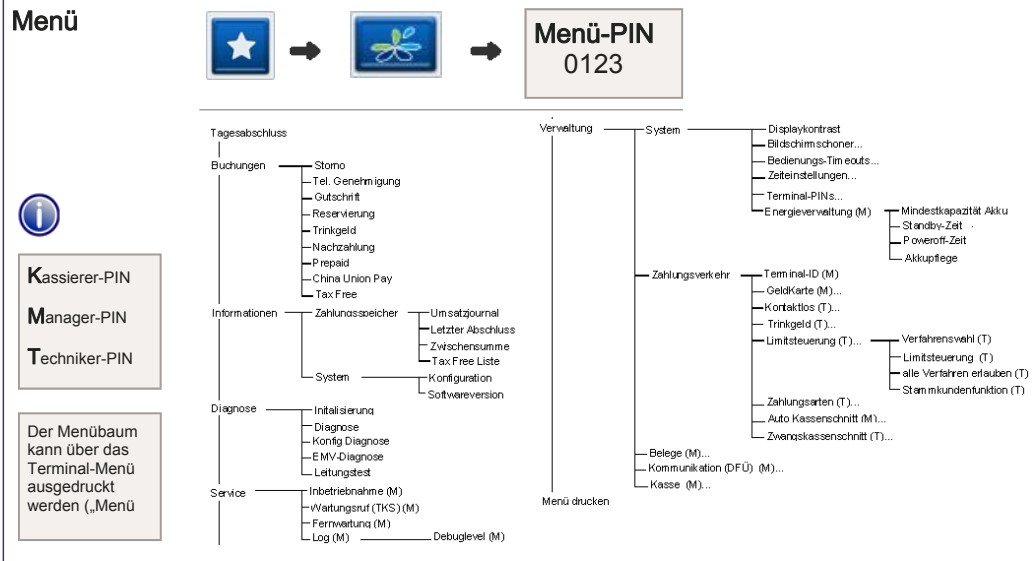 Menü
Menü-PIN
0123
Kassierer-PIN
Manager-PIN
Techniker-PIN
Der Menübaum
kann über das
Terminal-Menü
ausgedruckt
werden („Menü
Tagesabschluss
Buchungen
Storno
Tel. Genehmigung
Gutschrift
Reservierung
Trinkgeld
Nachzahlung
Prepaid
China Union Pay
Tax Free
Informationen
Zahlungsspeicher
Umsatzjournal
Letzter Abschluss
Zwischensumme
Tax Free Liste
System
Konfiguration
Softwareversion
Diagnose
Initalisierung
Diagnose
Konfig Diagnose
EMV-Diagnose
Leitungstest
Service
Inbetriebnahme (M)
Wartungsruf (TKS) (M)
Fernwartung (M)
Log (M)
Debuglevel (M)
Verwaltung
System
Displaykontrast
Bildschirmschoner...
Bedienungs-Timeouts...
Zeiteinstellungen...
Terminal-PINs...
Energieverwaltung (M)
Mindestkapazität Akku
Standby-Zeit
Poweroff-Zeit
Akkupflege
Zahlungsverkehr
Terminal-ID (M)
GeldKarte (M)...
Kontaktlos (T)...
Trinkgeld (T)...
Limitsteuerung (T)...
Verfahrenswahl (T)
Limitsteuerung (T)
alle Verfahren erlauben (T)
Stammkundenfunktion (T)
Zahlungsarten (T)...
Auto Kassenschnitt (M)...
Zwangskassenschnitt (T)...
Belege (M)...
Kommunikation (DFÜ) (M)...
Kasse (M)...
Menü drucken